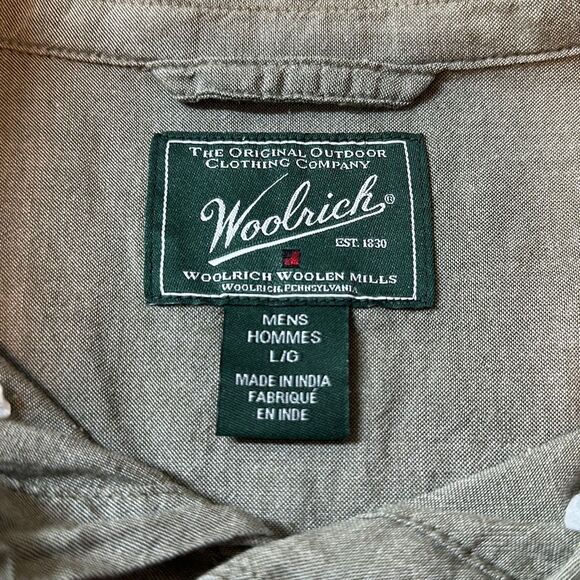 THE ORIGINAL OUTDOOR
CLOTHING COMPANY
Woolrich®
EST. 1830
WOOLRICH WOOLEN MILLS
WOOLRICH, PENNSYLVANIA
MENS
HOMMES
L/G
MADE IN INDIA
FABRIQUÉ
EN INDE